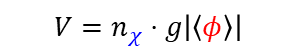 V = n_χ · g|⟨ϕ⟩|